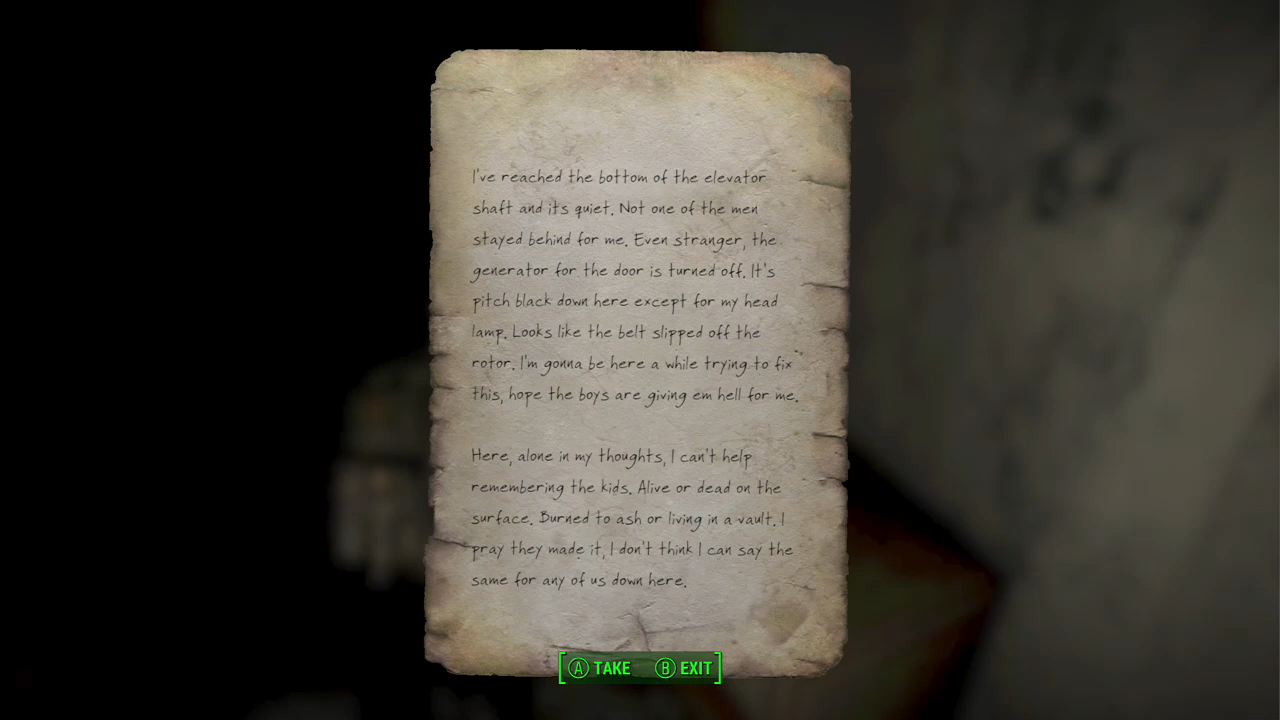 I've reached the bottom of the elevator
shaft and its quiet. Not one of the men
stayed behind for me. Even stranger, the
generator for the door is turned off. It's
pitch black down here except for my head
lamp. Looks like the belt slipped off the
rotor. I'm gonna be here a while trying to fix
this, hope the boys are giving em hell for me.
Here, alone in my thoughts, I can't help
remembering the kids. Alive or dead on the
surface. Burned to ash or living in a vault. I
pray they made it, I don't think I can say the
same for any of us down here.
A TAKE B EXIT